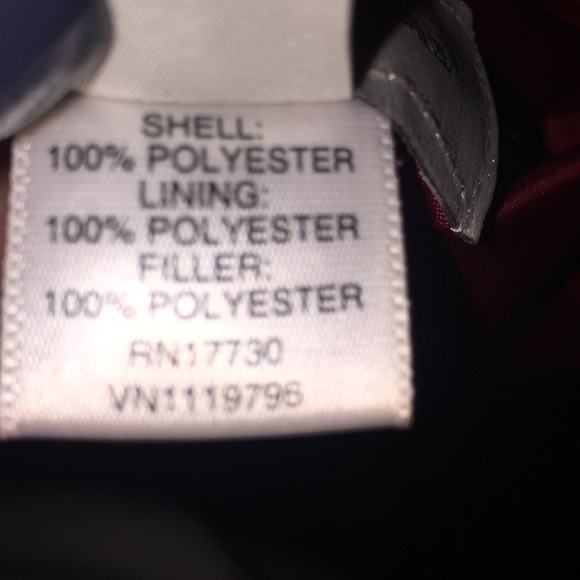 SHELL:
100% POLYESTER
LINING:
100% POLYESTER
FILLER:
100% POLYESTER
RN17730
VN1119796